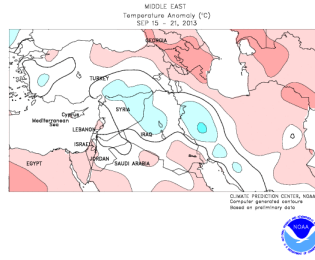 MIDDLE EAST
Temperature Anomaly (°C)
SEP 15 - 21, 2013
GEORGIA
TURKEY
SYRIA
Cyprus
Mediterranean
Sea
LEBANON
IRAQ
ISRAEL
JORDAN
EGYPT
SAUDI ARABIA
CLIMATE PREDICTION CENTER, NOAA
Computer generated contours
Based on preliminary data
NOAA